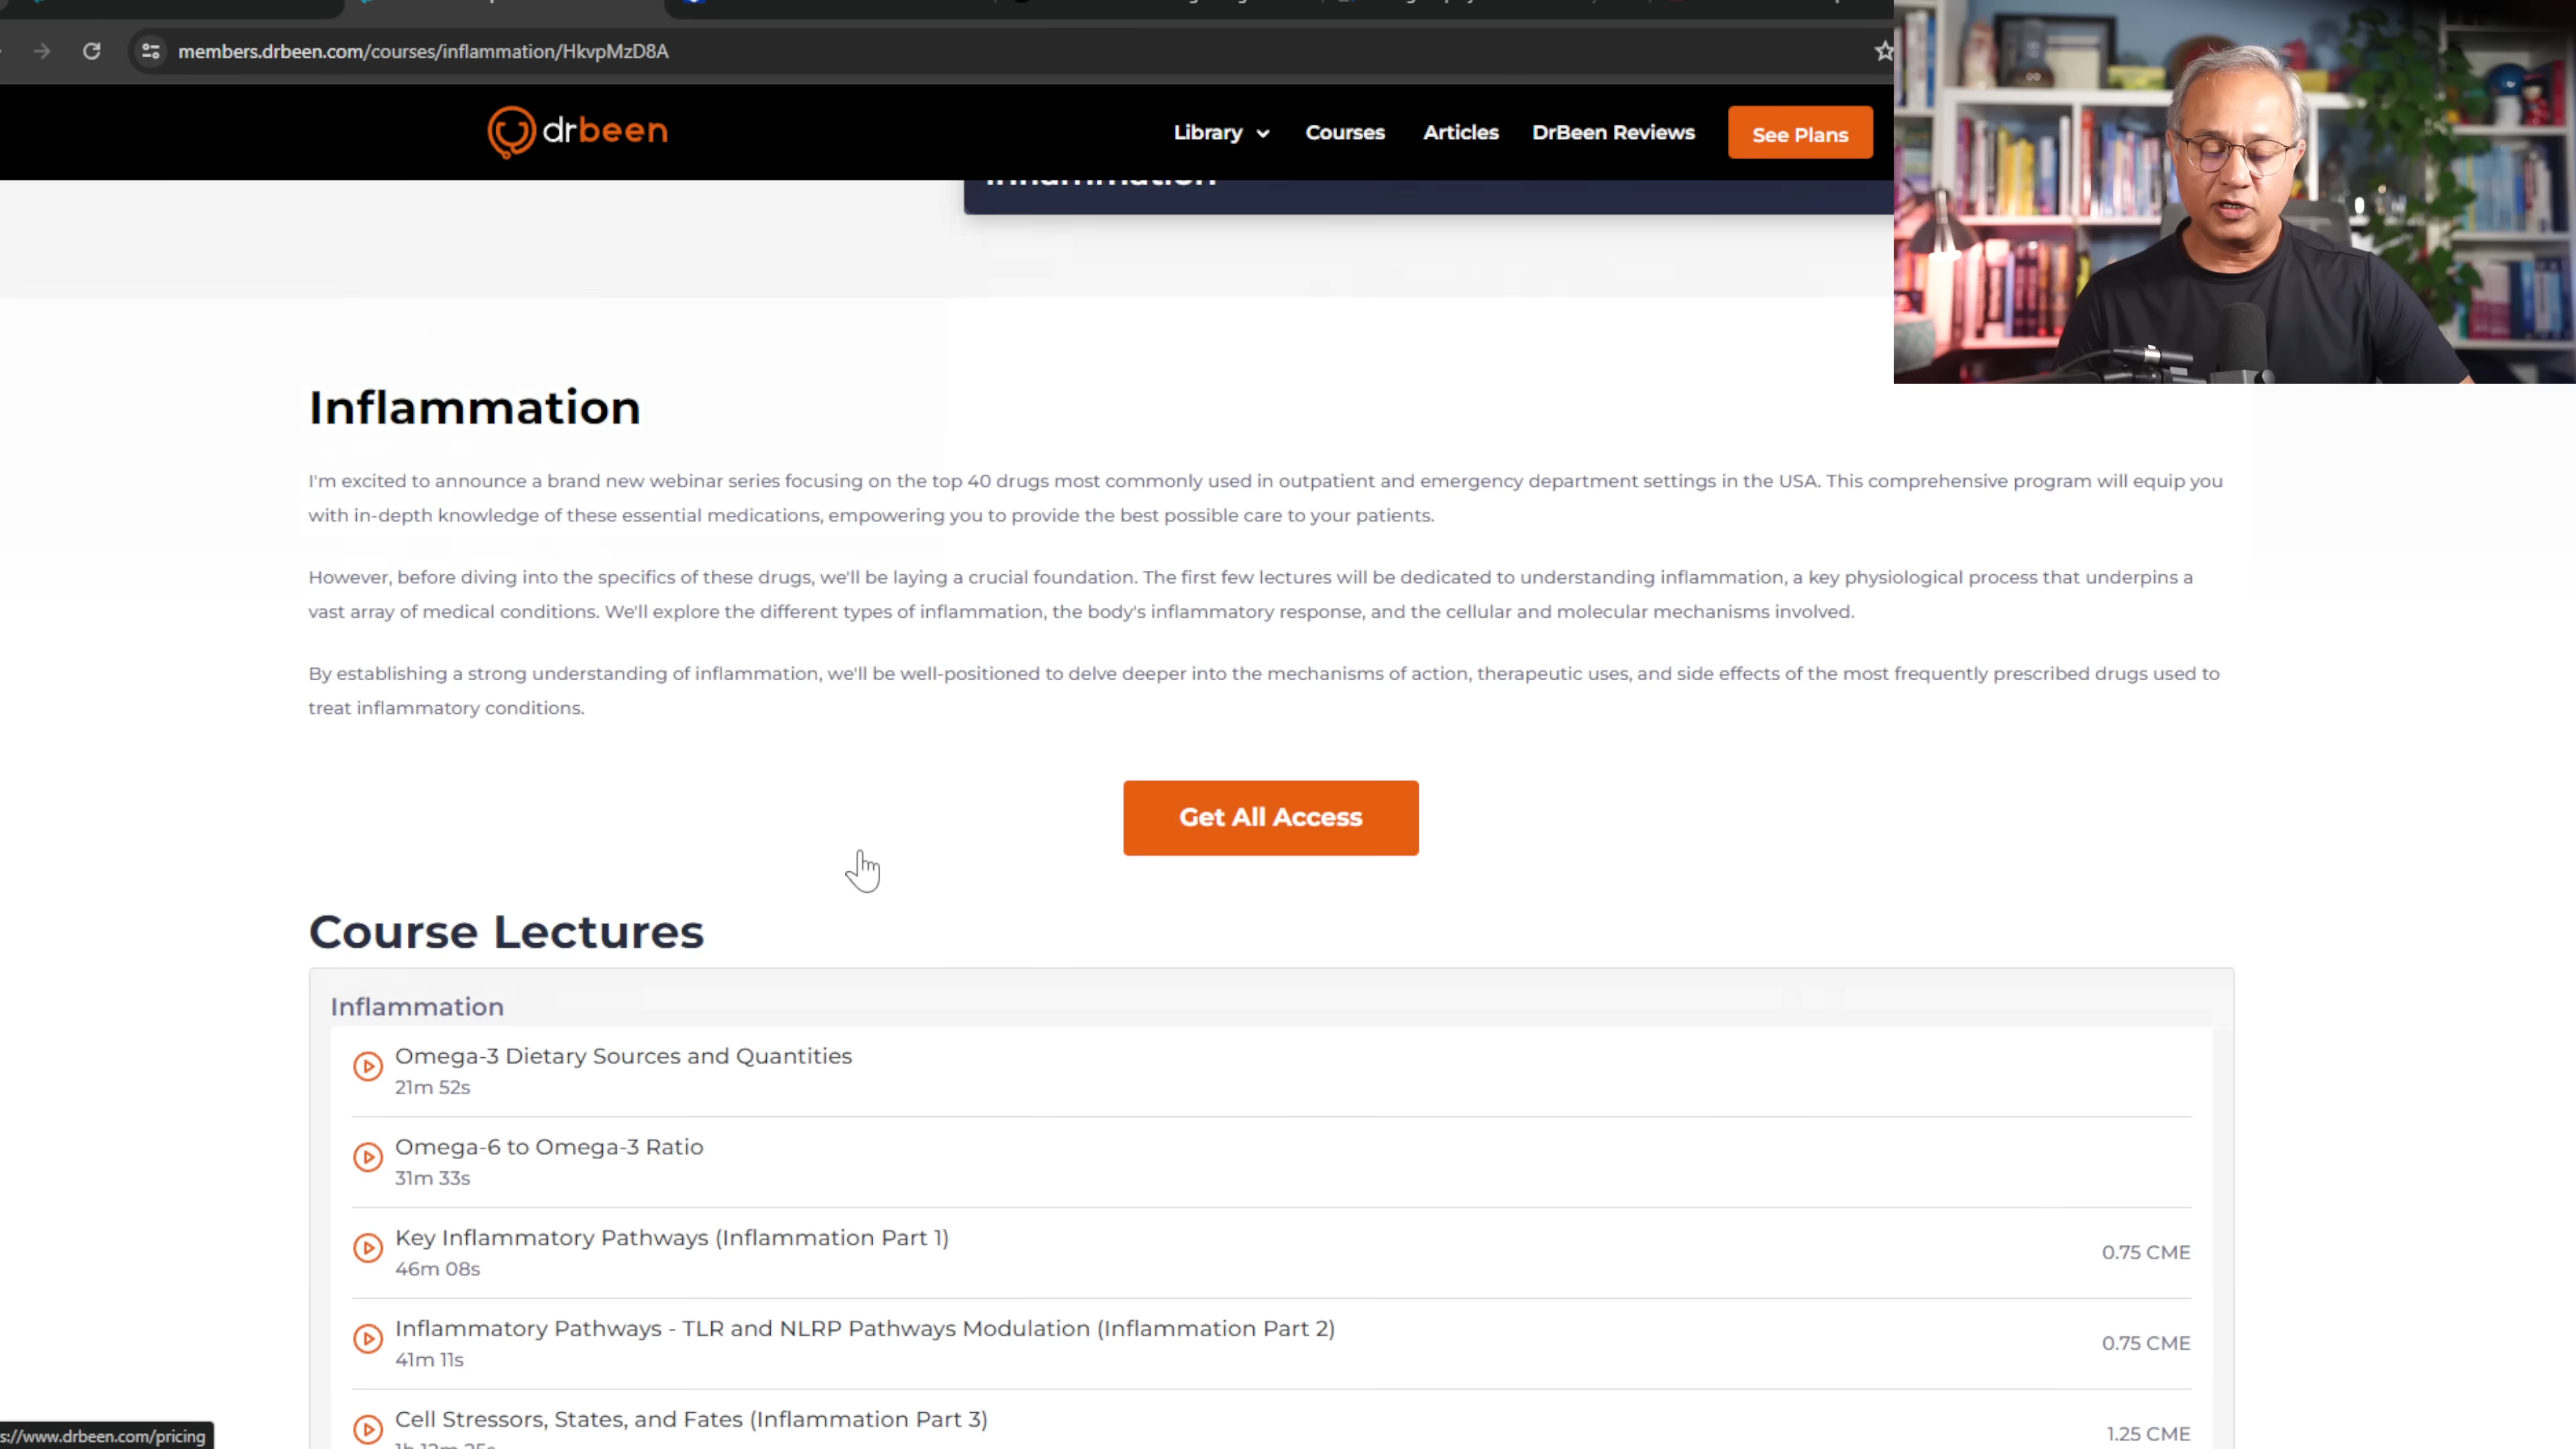 members.drbeen.com/courses/inflammation/HkvpMzD8A
drbeen
Library
Courses
Articles
DrBeen Reviews
See Plans
Inflammation
Inflammation
I'm excited to announce a brand new webinar series focusing on the top 40 drugs most commonly used in outpatient and emergency department settings in the USA. This comprehensive program will equip you
with in-depth knowledge of these essential medications, empowering you to provide the best possible care to your patients.
However, before diving into the specifics of these drugs, we'll be laying a crucial foundation. The first few lectures will be dedicated to understanding inflammation, a key physiological process that underpins a
vast array of medical conditions. We'll explore the different types of inflammation, the body's inflammatory response, and the cellular and molecular mechanisms involved.
By establishing a strong understanding of inflammation, we'll be well-positioned to delve deeper into the mechanisms of action, therapeutic uses, and side effects of the most frequently prescribed drugs used to
treat inflammatory conditions.
Get All Access
Course Lectures
Inflammation
Omega-3 Dietary Sources and Quantities
21m 52s
Omega-6 to Omega-3 Ratio
31m 33s
Key Inflammatory Pathways (Inflammation Part 1)
46m 08s
0.75 CME
Inflammatory Pathways - TLR and NLRP Pathways Modulation (Inflammation Part 2)
41m 11s
0.75 CME
Cell Stressors, States, and Fates (Inflammation Part 3)
1.25 CME
s://www.drbeen.com/pricing